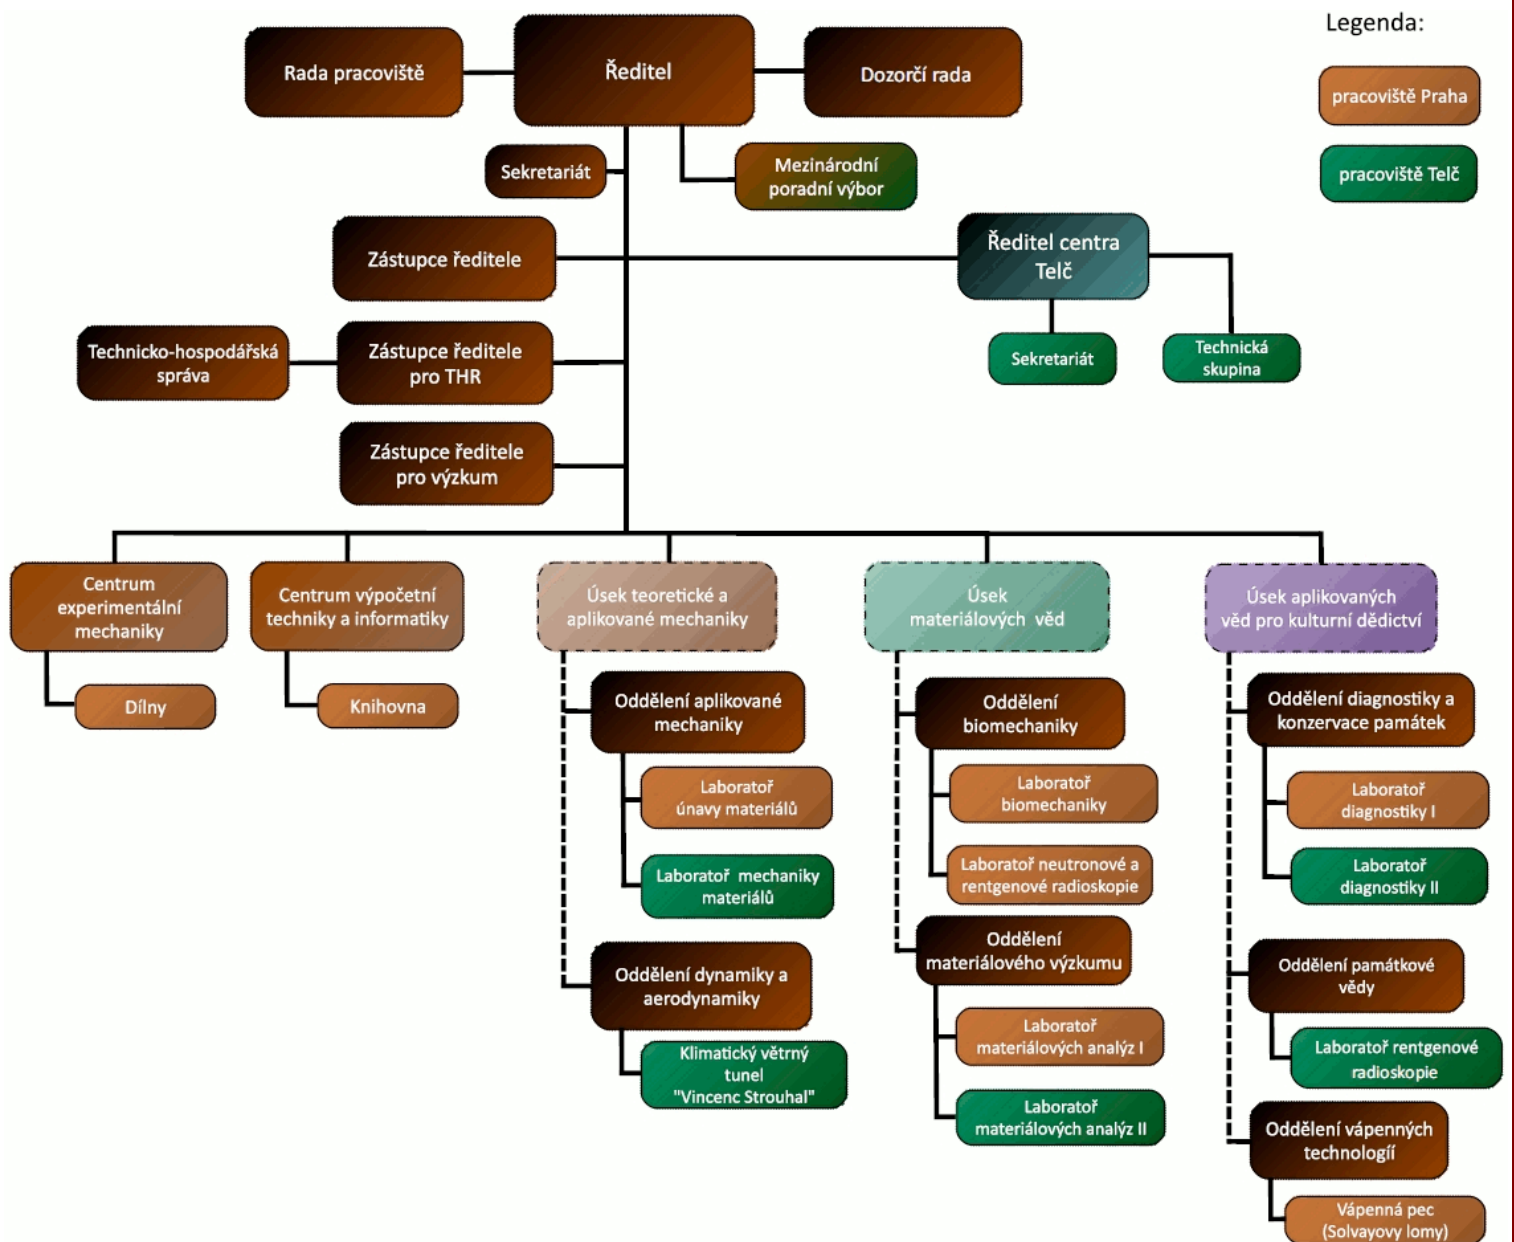 Legenda:
Rada pracoviště
Ředitel
Dozorčí rada
pracoviště Praha
pracoviště Telč
Sekretariát
Mezinárodní
poradní výbor
Zástupce ředitele
Ředitel centra
Telč
Technicko-hospodářská
správa
Zástupce ředitele
pro THR
Sekretariát
Technická
skupina
Zástupce ředitele
pro výzkum
Centrum
experimentální
mechaniky
Dílny
Centrum výpočetní
techniky a informatiky
Knihovna
Úsek teoretické a
aplikované mechaniky
Oddělení aplikované
mechaniky
Laboratoř
únavy materiálů
Laboratoř mechaniky
materiálů
Oddělení dynamiky a
aerodynamiky
Klimatický větrný
tunel
"Vincenc Strouhal"
Úsek
materiálových věd
Oddělení
biomechaniky
Laboratoř
biomechaniky
Laboratoř neutronové a
rentgenové radioskopie
Oddělení
materiálového výzkumu
Laboratoř
materiálových analýz I
Laboratoř
materiálových analýz II
Úsek aplikovaných
věd pro kulturní dědictví
Oddělení diagnostiky a
konzervace památek
Laboratoř
diagnostiky I
Laboratoř
diagnostiky II
Oddělení památkové
vědy
Laboratoř rentgenové
radioskopie
Oddělení vápenných
technologíí
Vápenná pec
(Solvayovy lomy)